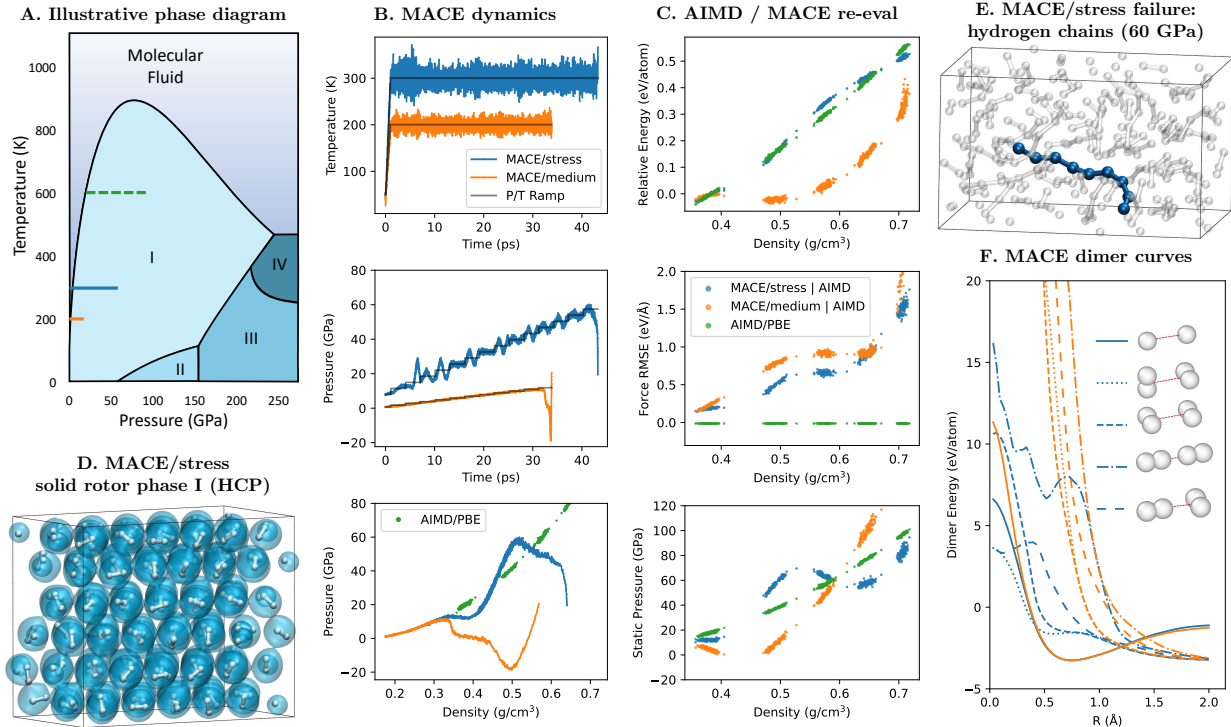 A. Illustrative phase diagram
Temperature (K)
1000
800
600
400
200
0
Molecular
Fluid
I
II
III
IV
0 50 100 150 200 250
Pressure (GPa)
B. MACE dynamics
Temperature (K)
300
200
100
MACE/stress
MACE/medium
P/T Ramp
0 10 20 30 40
Time (ps)
Pressure (GPa)
80
60
40
20
0
−20
0 10 20 30 40
Time (ps)
Pressure (GPa)
80
60
40
20
0
−20
AIMD/PBE
0.2 0.3 0.4 0.5 0.6 0.7
Density (g/cm³)
C. AIMD / MACE re-eval
Relative Energy (eV/atom)
0.5
0.4
0.3
0.2
0.1
0.0
0.4 0.5 0.6 0.7
Density (g/cm³)
Force RMSE (eV/Å)
2.0
1.5
1.0
0.5
0.0
MACE/stress | AIMD
MACE/medium | AIMD
AIMD/PBE
0.4 0.5 0.6 0.7
Density (g/cm³)
Static Pressure (GPa)
120
100
80
60
40
20
0
−20
0.4 0.5 0.6 0.7
Density (g/cm³)
D. MACE/stress
solid rotor phase I (HCP)
E. MACE/stress failure:
hydrogen chains (60 GPa)
F. MACE dimer curves
Dimer Energy (eV/atom)
20
15
10
5
0
−5
0.0 0.5 1.0 1.5 2.0
R (Å)